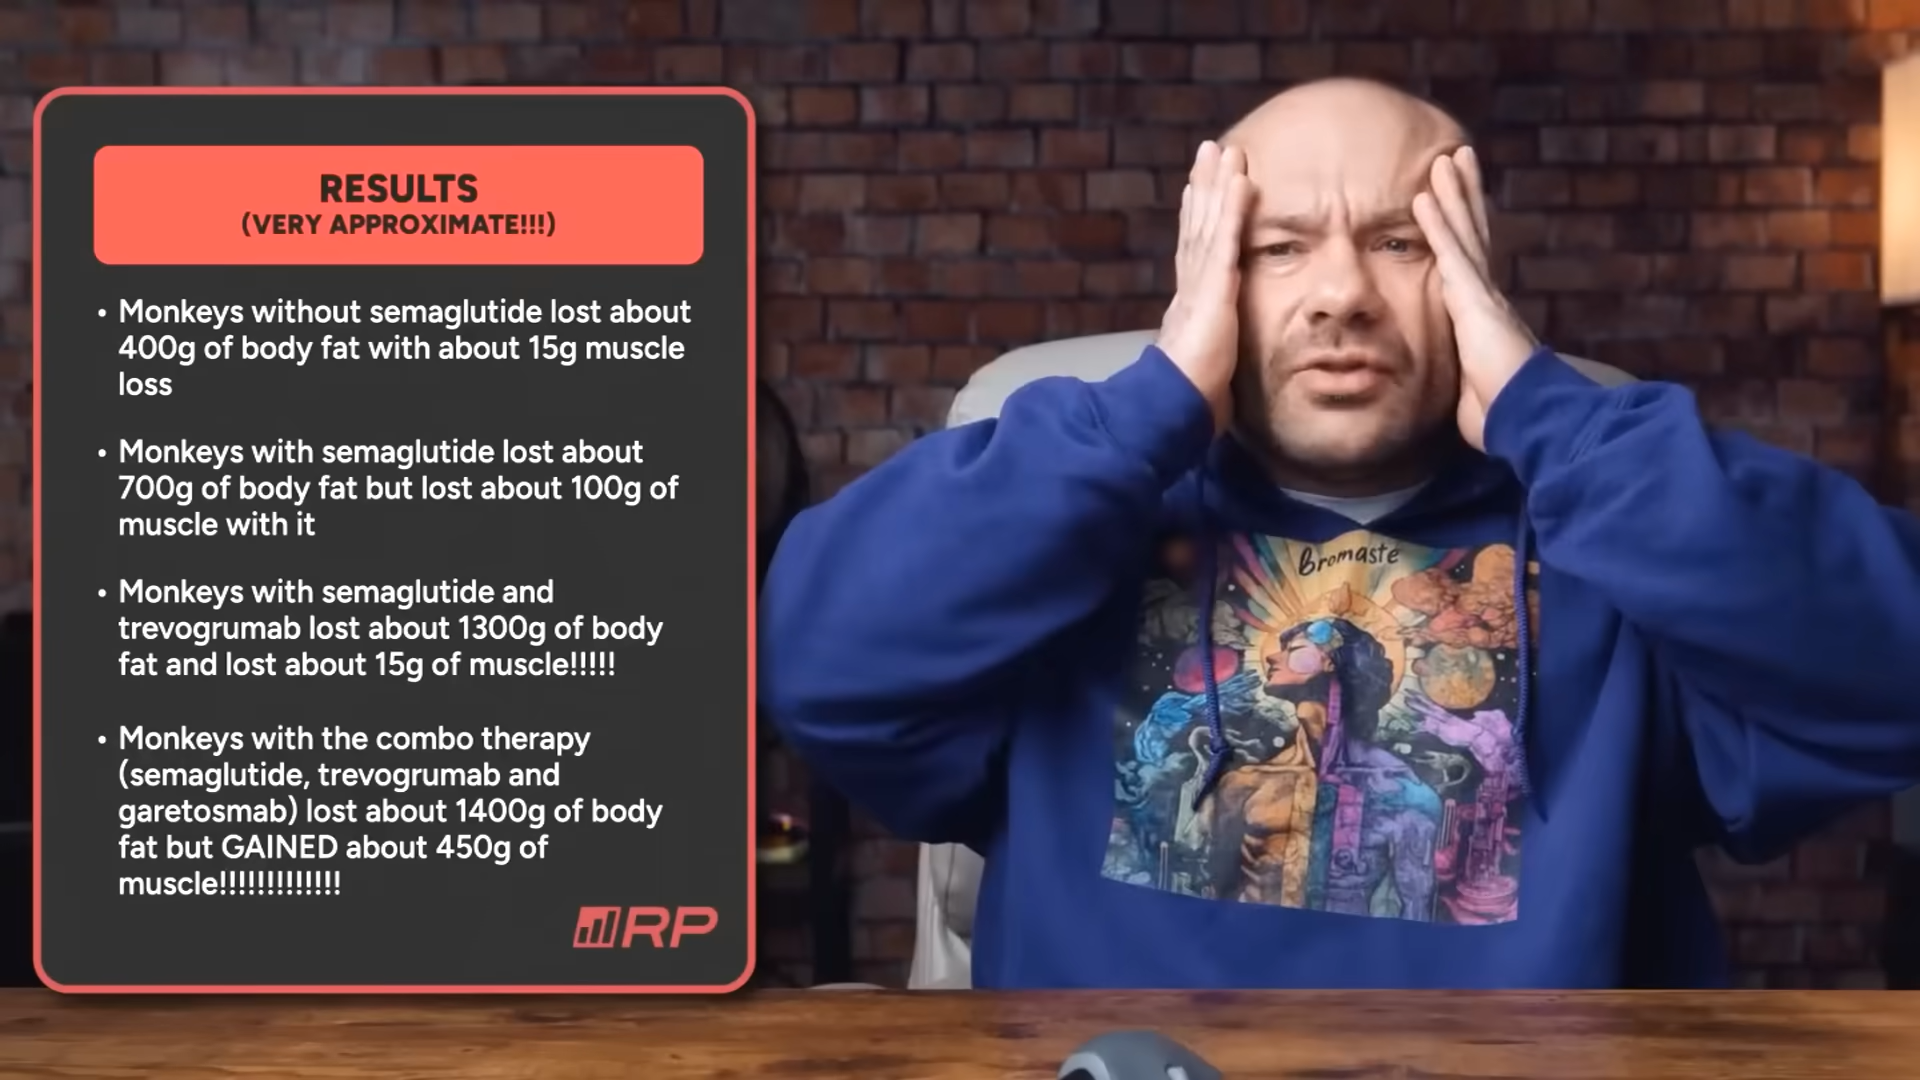 RESULTS
(VERY APPROXIMATE!!!)
• Monkeys without semaglutide lost about
400g of body fat with about 15g muscle
loss
• Monkeys with semaglutide lost about
700g of body fat but lost about 100g of
muscle with it
• Monkeys with semaglutide and
trevogrumab lost about 1300g of body
fat and lost about 15g of muscle!!!!!
• Monkeys with the combo therapy
(semaglutide, trevogrumab and
garetosmab) lost about 1400g of body
fat but GAINED about 450g of
muscle!!!!!!!!!!!!!
RP
Bromaste